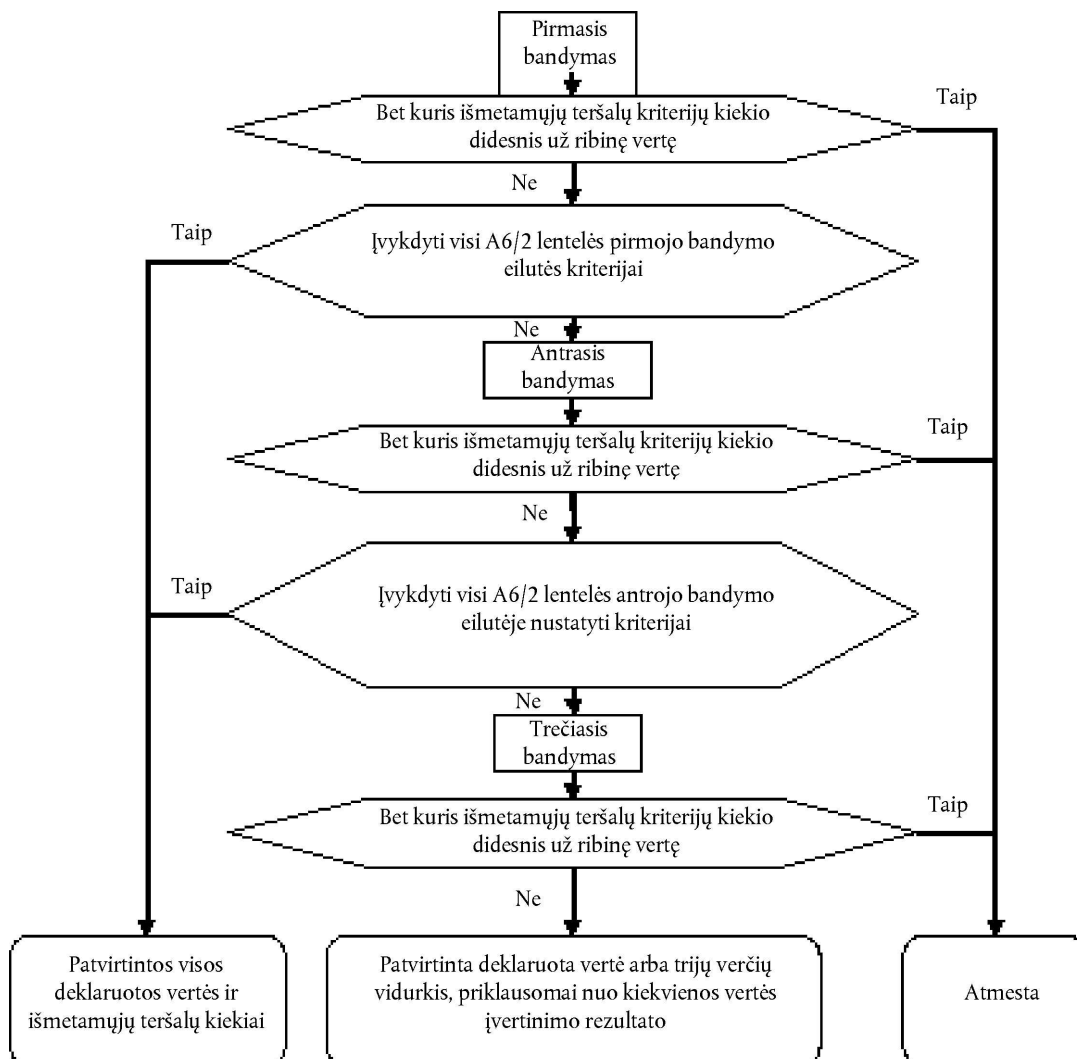 Pirmasis
bandymas
Bet kuris išmetamųjų teršalų kriterijų kiekio
didesnis už ribinę vertę
Taip
Ne
Taip
Įvykdyti visi A6/2 lentelės pirmojo bandymo
eilutės kriterijai
Ne
Antrasis
bandymas
Bet kuris išmetamųjų teršalų kriterijų kiekio
didesnis už ribinę vertę
Taip
Ne
Taip
Įvykdyti visi A6/2 lentelės antrojo bandymo
eilutėje nustatyti kriterijai
Ne
Trečiasis
bandymas
Bet kuris išmetamųjų teršalų kriterijų kiekio
didesnis už ribinę vertę
Taip
Ne
Patvirtintos visos
deklaruotos vertės ir
išmetamųjų teršalų kiekiai
Patvirtinta deklaruota vertė arba trijų verčių
vidurkis, priklausomai nuo kiekvienos vertės
įvertinimo rezultato
Atmesta